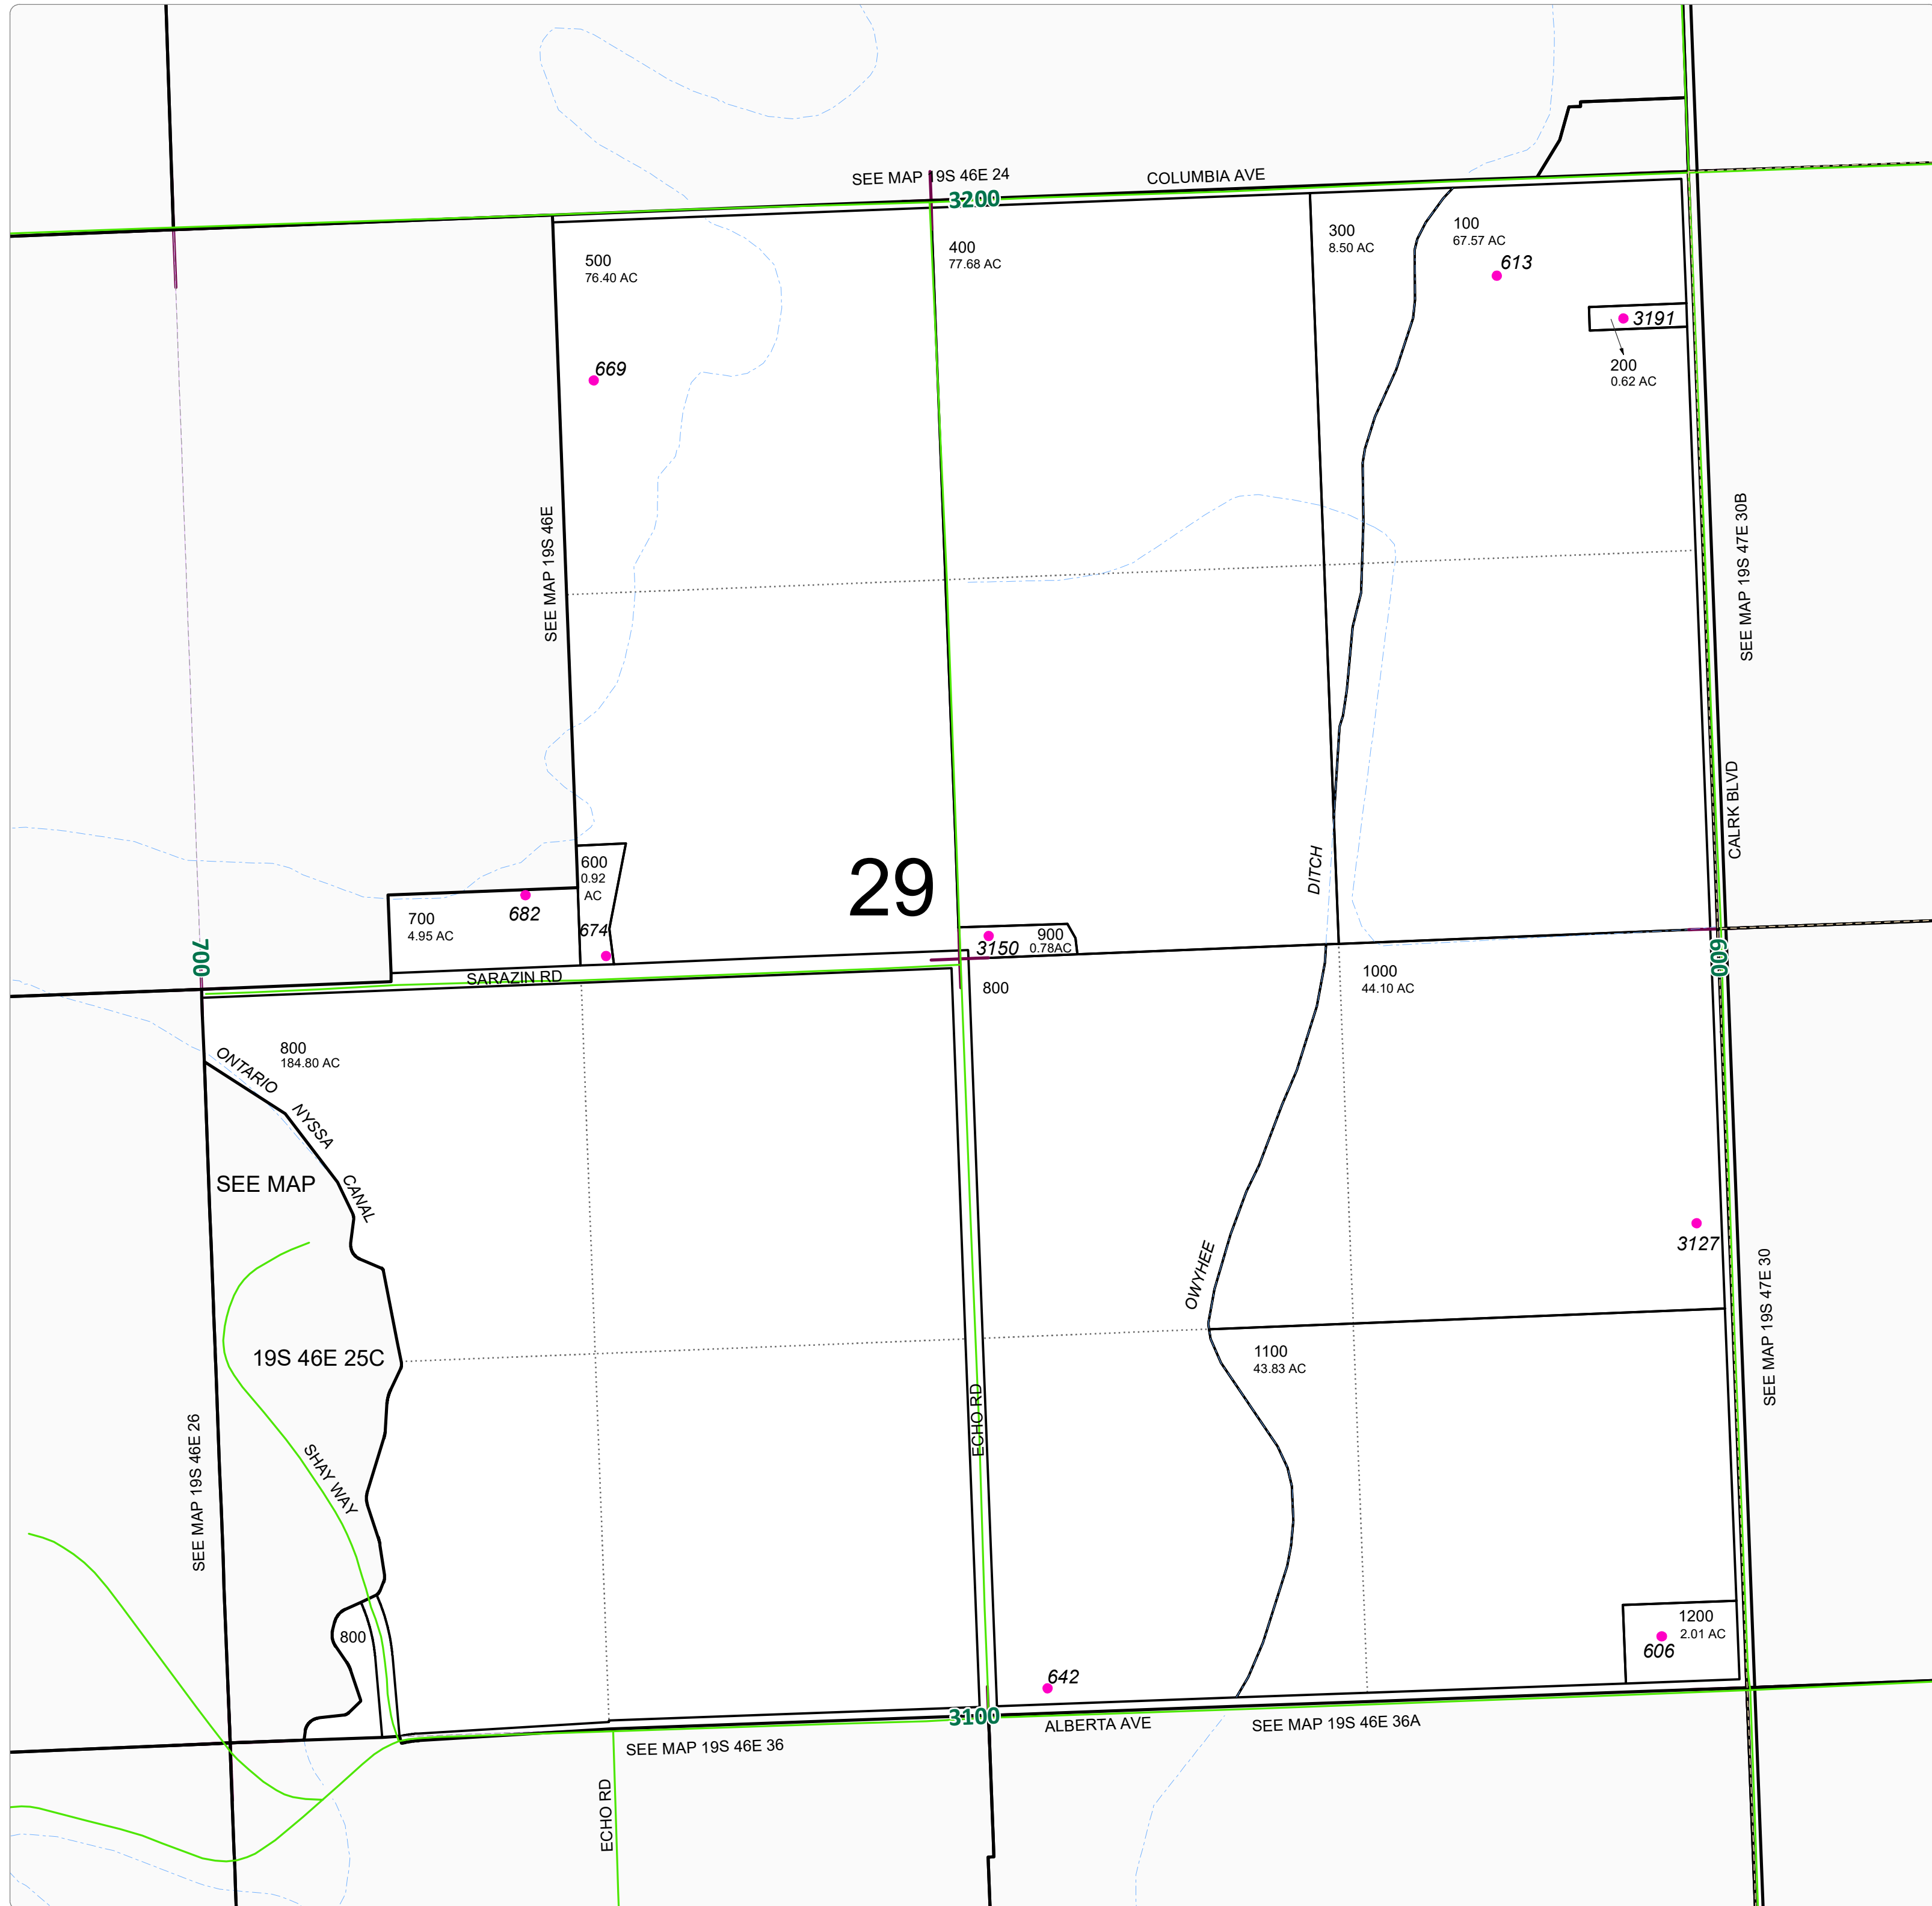 SEE MAP 19S 46E 24
COLUMBIA AVE
3200
500
76.40 AC
400
77.68 AC
300
8.50 AC
100
67.57 AC
613
3191
200
0.62 AC
669
SEE MAP 19S 46E
SEE MAP 19S 47E 30B
CALRK BLVD
DITCH
29
600
0.92
AC
674
700
4.95 AC
682
900
0.78AC
3150
700
SARAZIN RD
600
800
1000
44.10 AC
800
184.80 AC
ONTARIO
NYSSA
CANAL
SEE MAP
19S 46E 25C
OWYHEE
3127
1100
43.83 AC
SEE MAP 19S 47E 30
ECHO RD
SEE MAP 19S 46E 26
SHAY WAY
800
1200
2.01 AC
606
642
3100
ALBERTA AVE
SEE MAP 19S 46E 36A
SEE MAP 19S 46E 36
ECHO RD